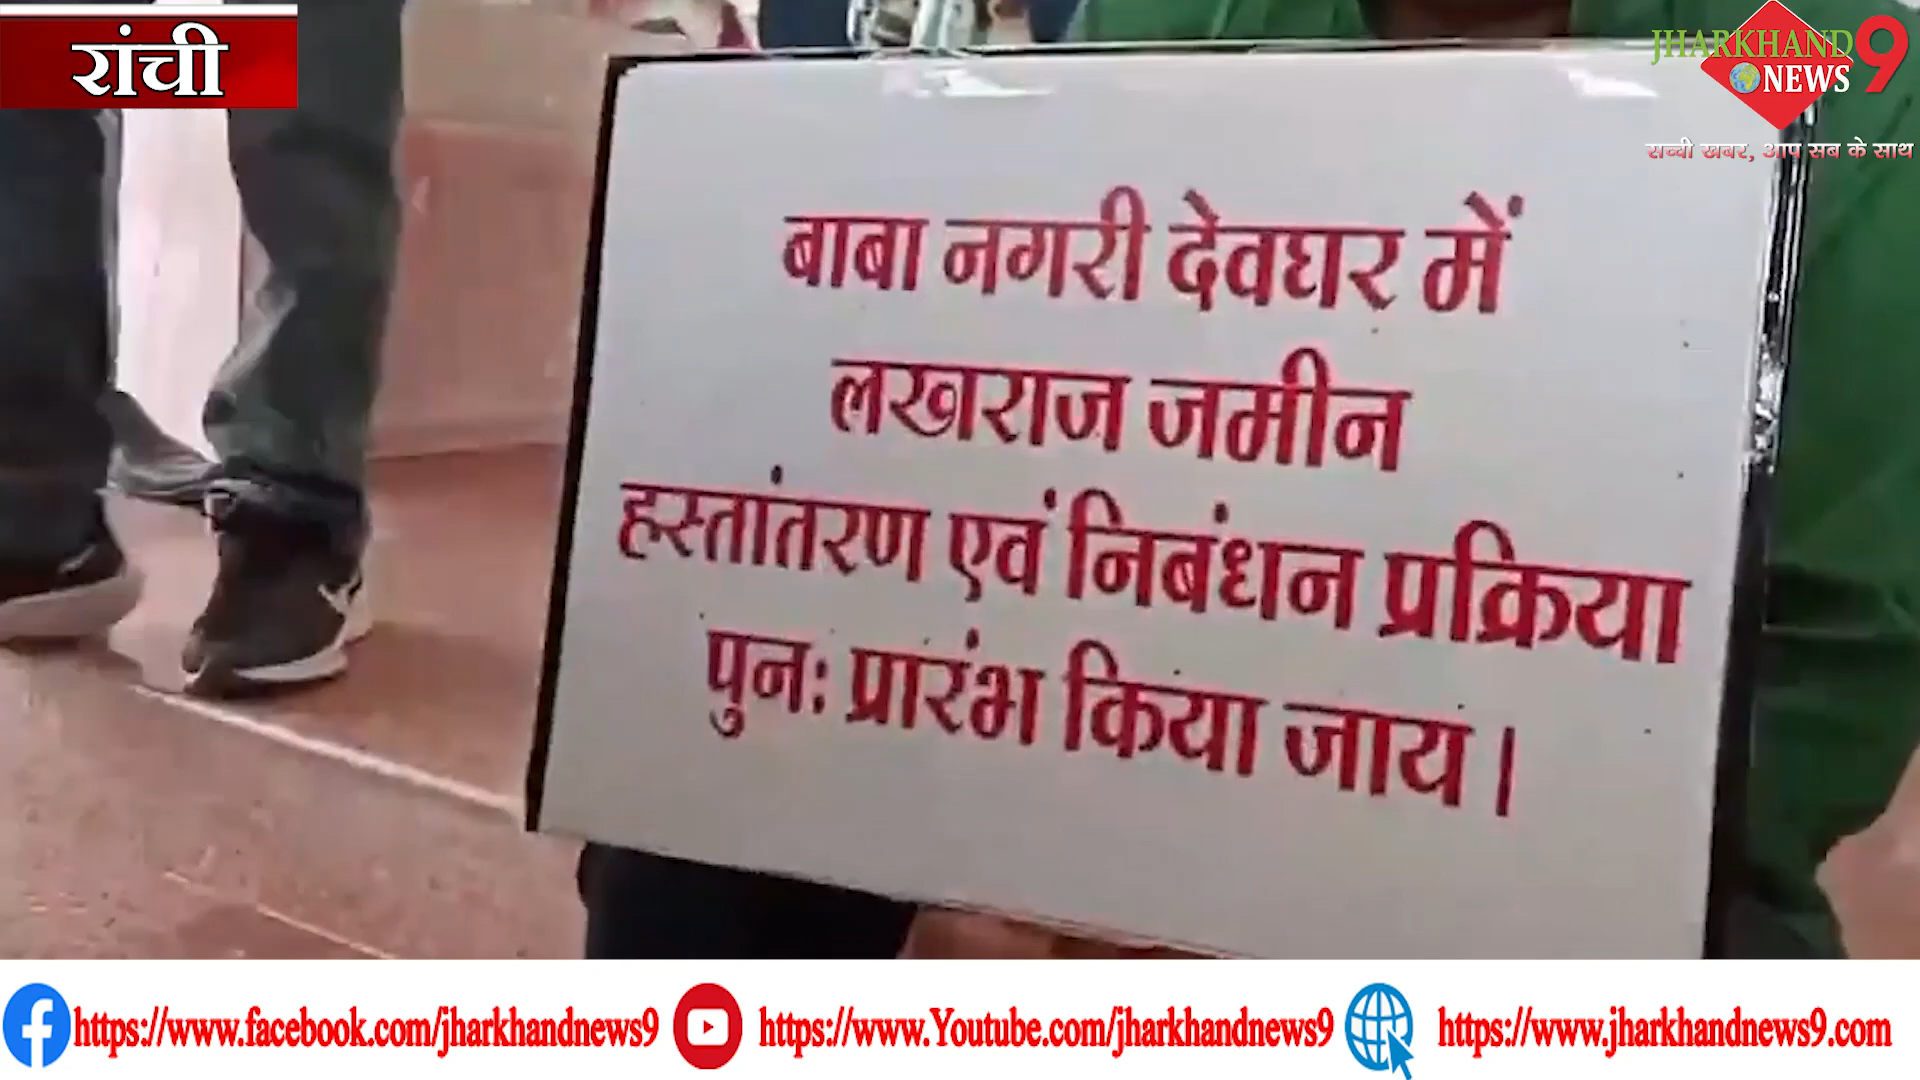 रांची
JHARKHAND 9
NEWS
सच्ची खबर, आप सब के साथ
बाबा नगरी देवघर में
लखराज जमीन
हस्तांतरण एवं निबंधन प्रक्रिया
पुनः प्रारंभ किया जाय।
https://www.facebook.com/jharkhandnews9 https://www.Youtube.com/jharkhandnews9 https://www.jharkhandnews9.com